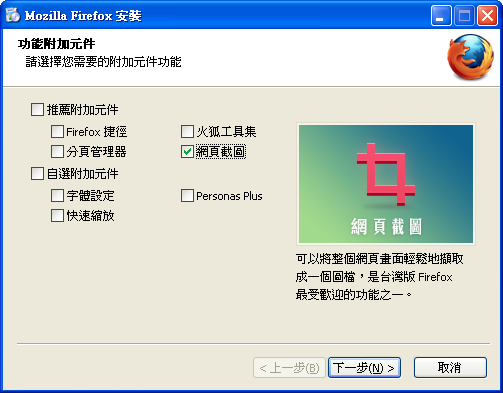 Mozilla Firefox 安裝
功能附加元件
請選擇您需要的附加元件功能
推薦附加元件
Firefox 捷徑
火狐工具集
分頁管理器
網頁截圖
自選附加元件
字體設定
Personas Plus
快速縮放
網頁截圖
可以將整個網頁畫面輕鬆地擷取
成一個圖檔，是台灣版 Firefox
最受歡迎的功能之一。
< 上一步(B)
下一步(N) >
取消